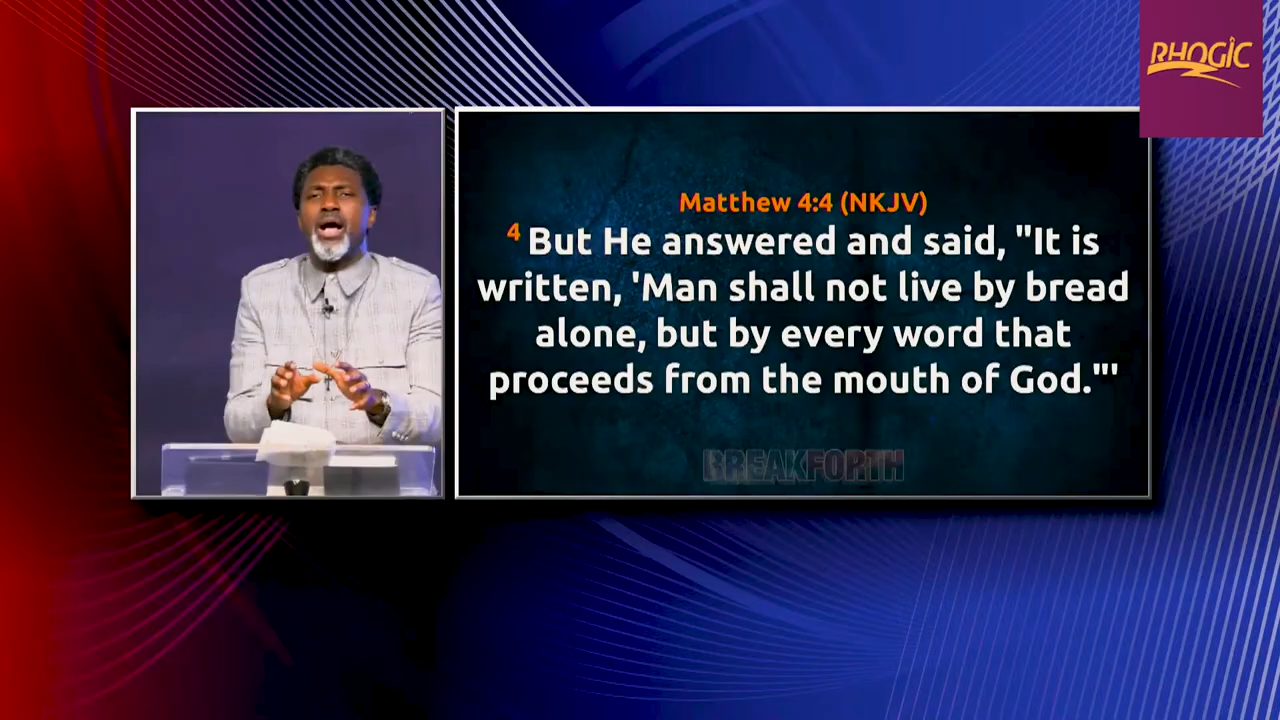 RHOGIC
Matthew 4:4 (NKJV)
4 But He answered and said, "It is
written, 'Man shall not live by bread
alone, but by every word that
proceeds from the mouth of God."'
BREAKFORTH